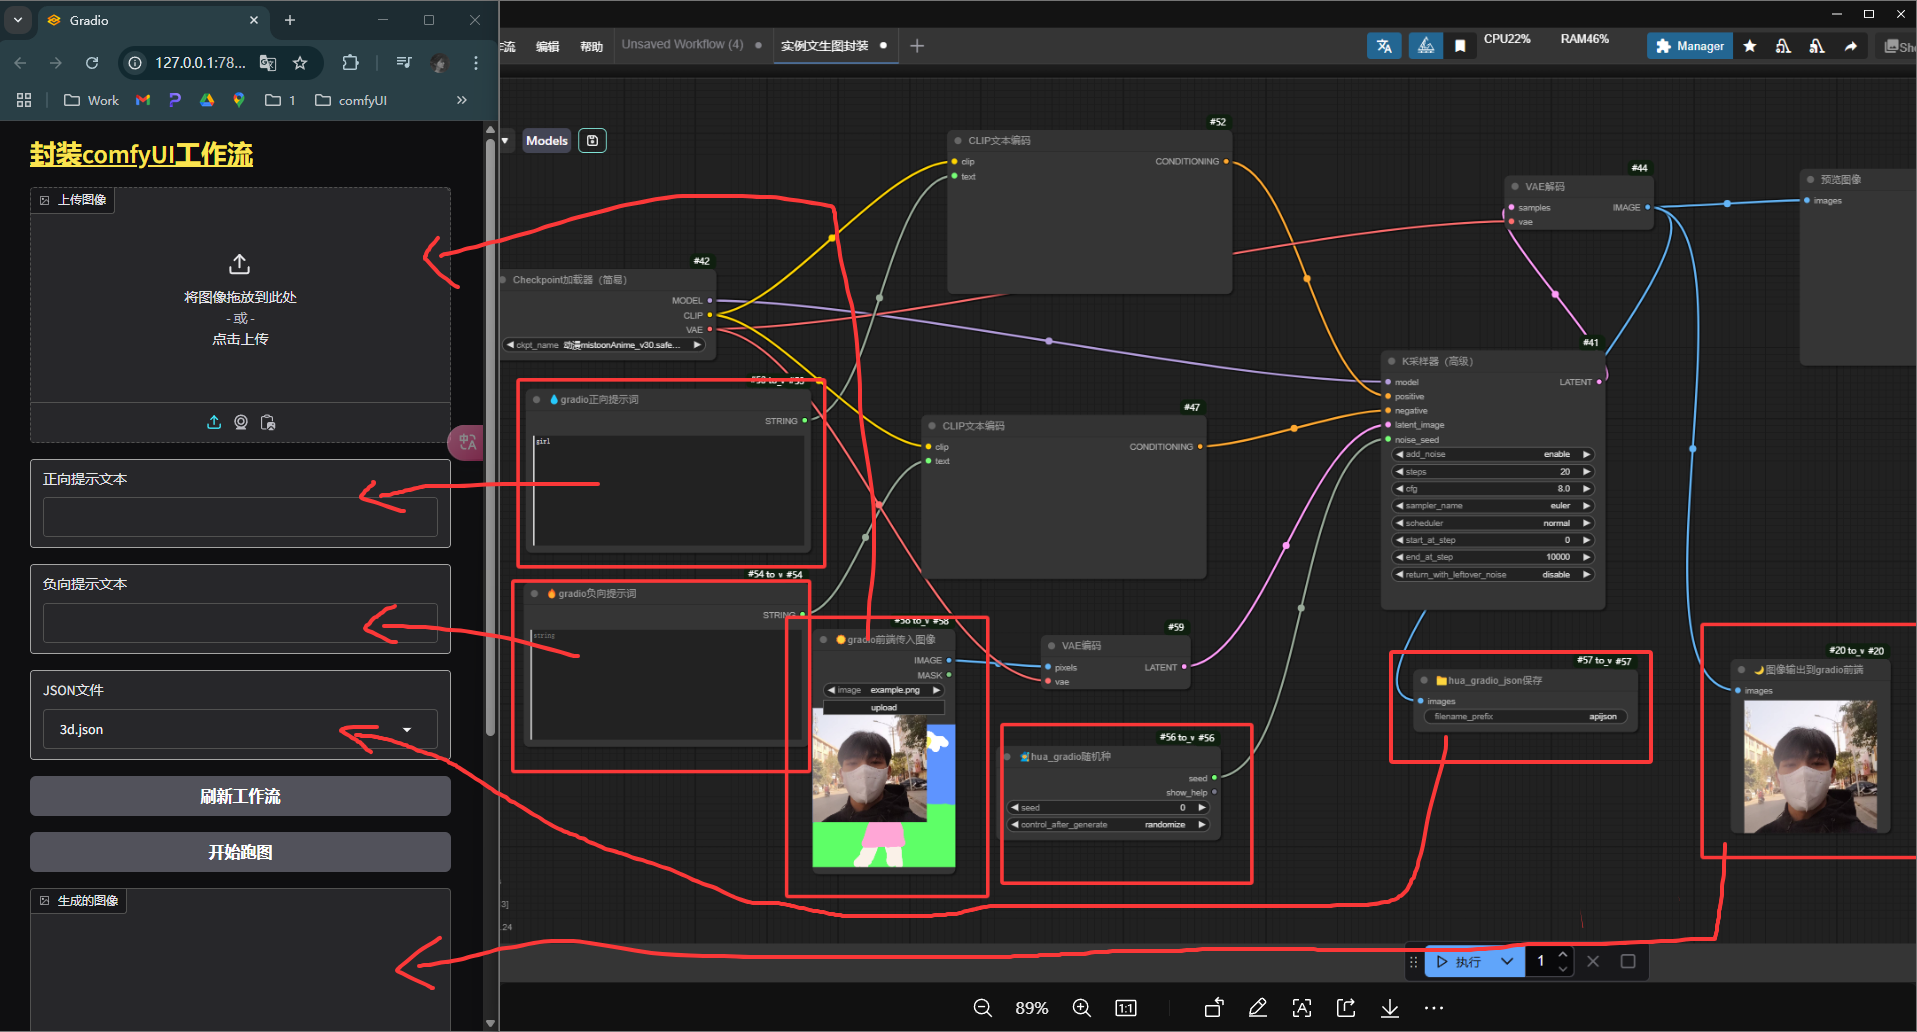 Gradio
127.0.0.1:78...
Work
1
comfyUI
封装comfyUI工作流
上传图像
将图像拖放到此处
- 或 -
点击上传
正向提示文本
负向提示文本
JSON文件
3d.json
刷新工作流
开始跑图
生成的图像
流
编辑
帮助
Unsaved Workflow (4)
实例文生图封装
CPU22%
RAM46%
Manager
Models
#52
CLIP文本编码
clip
text
CONDITIONING
#44
VAE解码
samples
vae
IMAGE
预览图像
images
#42
Checkpoint加载器（简易）
MODEL
CLIP
VAE
ckpt_name
动漫mistoonAnime_v30.safe...
gradio正向提示词
STRING
girl
#47
CLIP文本编码
clip
text
CONDITIONING
#41
K采样器（高级）
model
positive
negative
latent_image
noise_seed
LATENT
add_noise
enable
steps
20
cfg
8.0
sampler_name
euler
scheduler
normal
start_at_step
0
end_at_step
10000
return_with_leftover_noise
disable
#54
#54
gradio负向提示词
STRING
string
#58
gradio前端传入图像
IMAGE
MASK
image
example.png
upload
#59
VAE编码
pixels
vae
LATENT
#56
#56
hua_gradio随机种
seed
show_help
seed
0
control_after_generate
randomize
#57
#57
hua_gradio_json保存
images
filename_prefix
apijson
#20
#20
图像输出到gradio前端
images
执行
1
89%
1:1